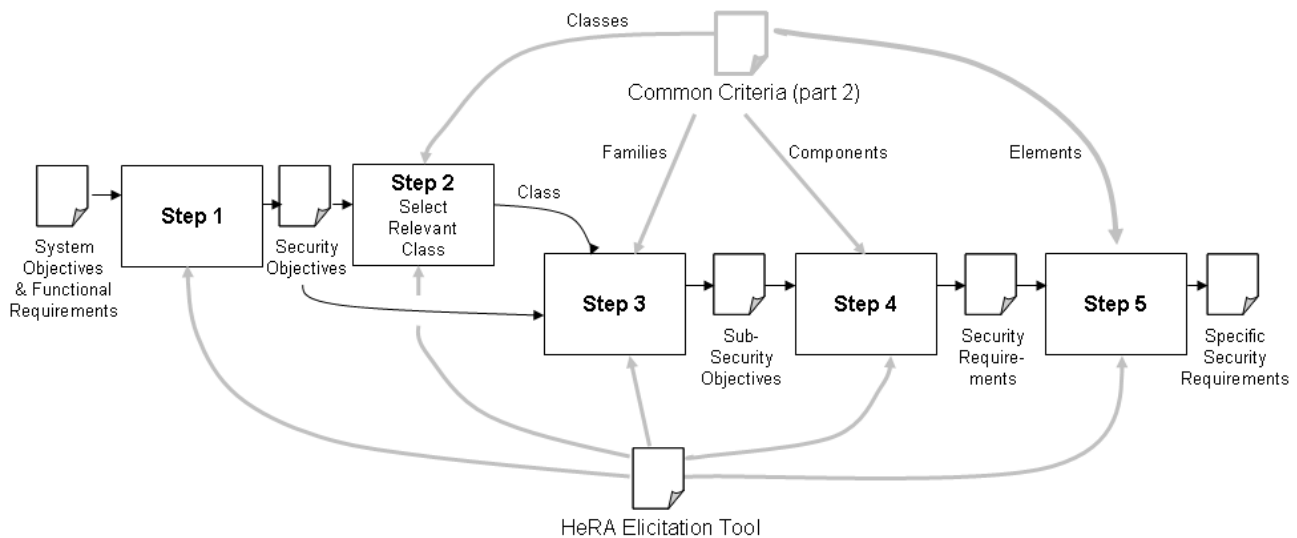 Classes
Common Criteria (part 2)
Families
Components
Elements
Step 1
Step 2
Select
Relevant
Class
Class
System
Objectives
& Functional
Requirements
Security
Objectives
Step 3
Step 4
Step 5
Sub-
Security
Objectives
Security
Require-
ments
Specific
Security
Requirements
HeRA Elicitation Tool